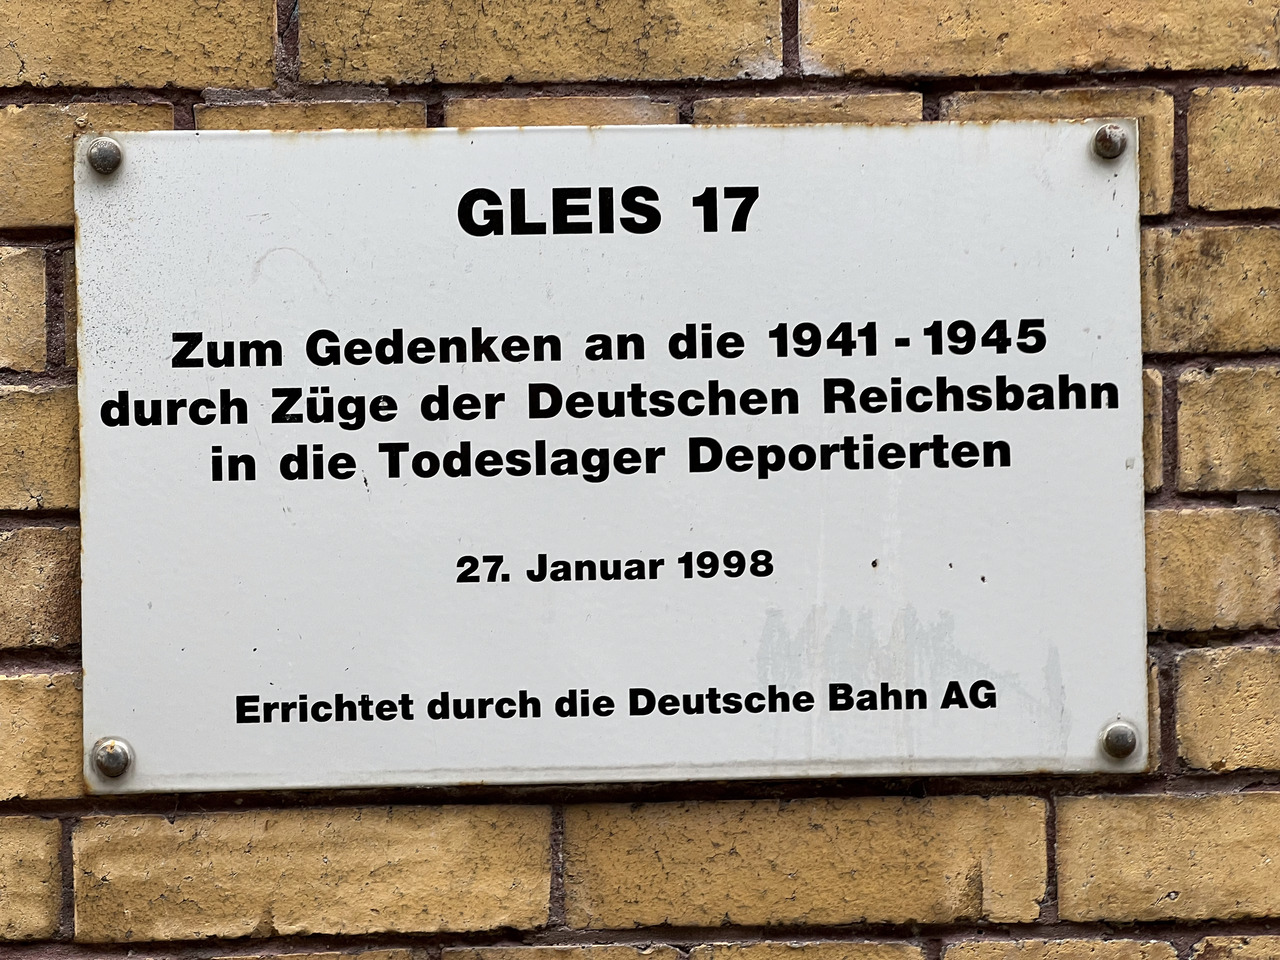 GLEIS 17
Zum Gedenken an die 1941 - 1945
durch Züge der Deutschen Reichsbahn
in die Todeslager Deportierten
27. Januar 1998
Errichtet durch die Deutsche Bahn AG